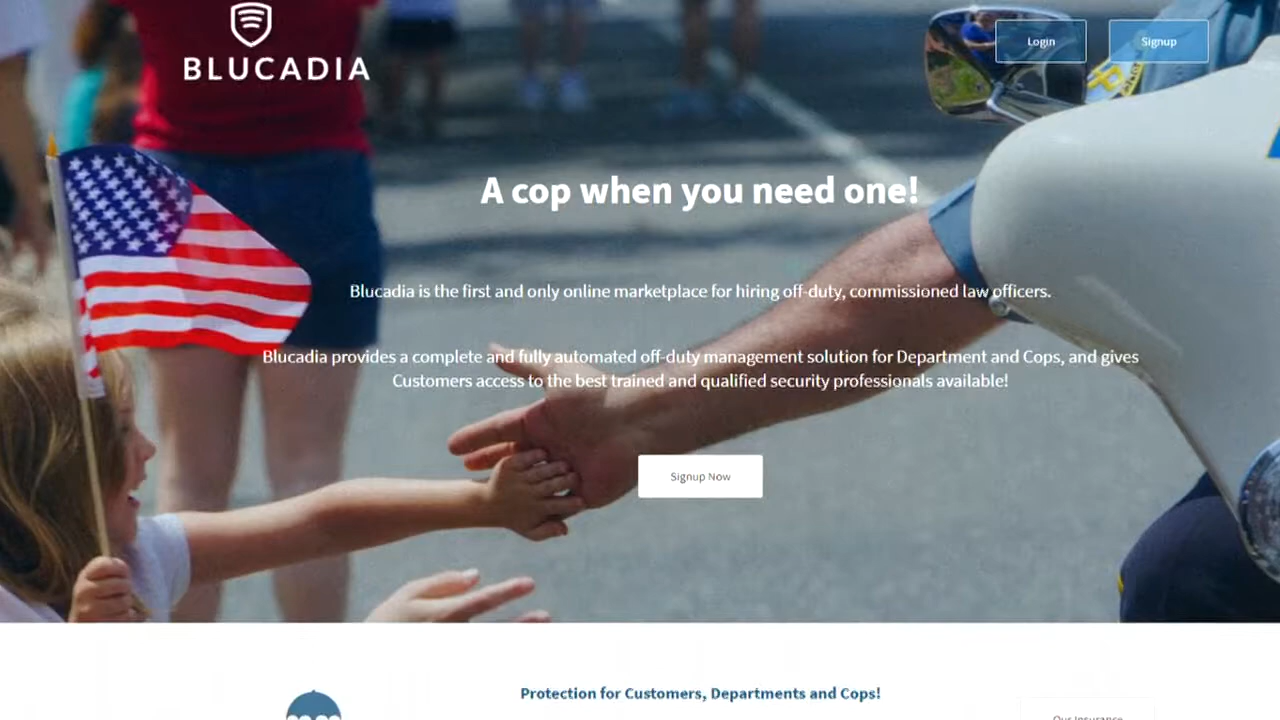 BLUCADIA
Login
Signup
A cop when you need one!
Blucadia is the first and only online marketplace for hiring off-duty, commissioned law officers.
Blucadia provides a complete and fully automated off-duty management solution for Department and Cops, and gives
Customers access to the best trained and qualified security professionals available!
Signup Now
Protection for Customers, Departments and Cops!
Our Insurance